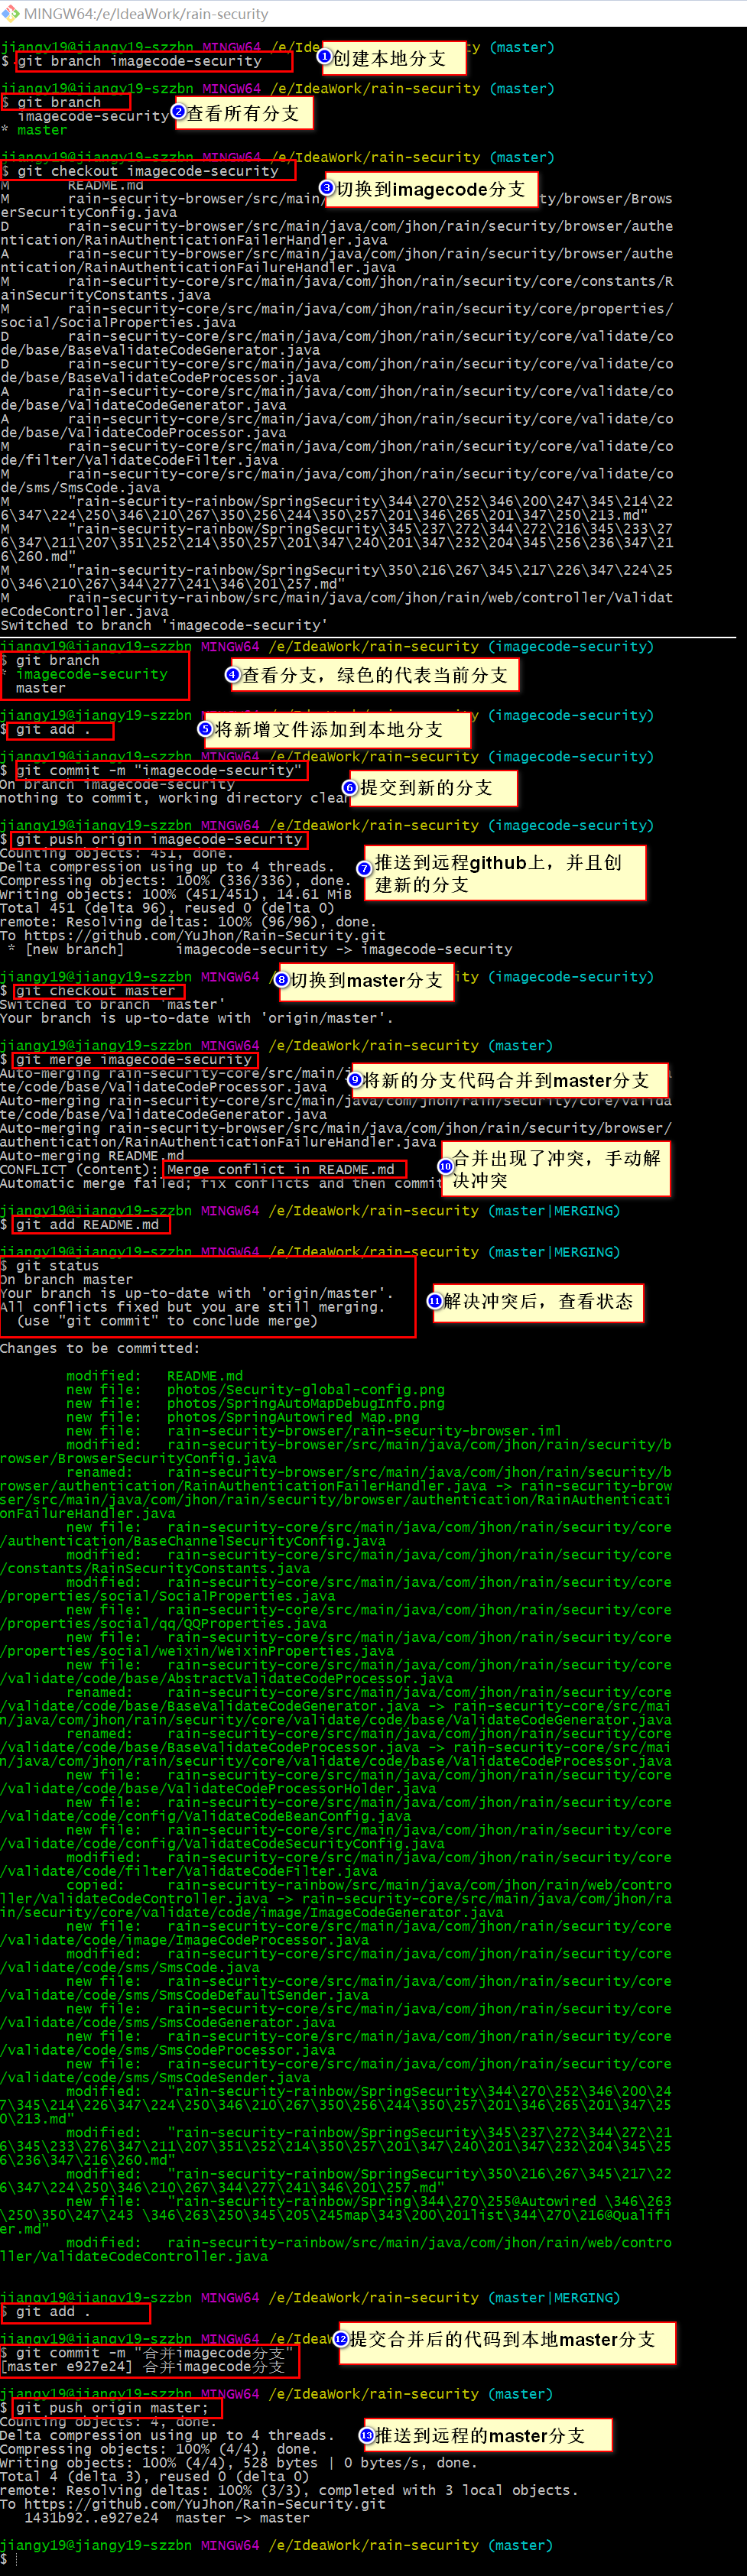 MINGW64:/e/IdeaWork/rain-security
jiangy19@jiangy19-szzbn MINGW64 /e/IdeaWork/rain-security (master)
$ git branch imagecode-security
①创建本地分支
jiangy19@jiangy19-szzbn MINGW64 /e/IdeaWork/rain-security (master)
$ git branch
  imagecode-security
* master
②查看所有分支
jiangy19@jiangy19-szzbn MINGW64 /e/IdeaWork/rain-security (master)
$ git checkout imagecode-security
③切换到imagecode分支
M       README.md
M       rain-security-browser/src/main/ ty/browser/Brows
erSecurityConfig.java
D       rain-security-browser/src/main/java/com/jhon/rain/security/browser/authe
ntication/RainAuthenticationFailerHandler.java
A       rain-security-browser/src/main/java/com/jhon/rain/security/browser/authe
ntication/RainAuthenticationFailureHandler.java
M       rain-security-core/src/main/java/com/jhon/rain/security/core/constants/R
ainSecurityConstants.java
M       rain-security-core/src/main/java/com/jhon/rain/security/core/properties/
social/SocialProperties.java
D       rain-security-core/src/main/java/com/jhon/rain/security/core/validate/co
de/base/BaseValidateCodeGenerator.java
D       rain-security-core/src/main/java/com/jhon/rain/security/core/validate/co
de/base/BaseValidateCodeProcessor.java
A       rain-security-core/src/main/java/com/jhon/rain/security/core/validate/co
de/base/ValidateCodeGenerator.java
A       rain-security-core/src/main/java/com/jhon/rain/security/core/validate/co
de/base/ValidateCodeProcessor.java
M       rain-security-core/src/main/java/com/jhon/rain/security/core/validate/co
de/filter/ValidateCodeFilter.java
M       rain-security-core/src/main/java/com/jhon/rain/security/core/validate/co
de/sms/SmsCode.java
M       "rain-security-rainbow/SpringSecurity\344\270\252\346\200\247\345\214\22
6\347\224\250\346\210\267\350\256\244\350\257\201\346\265\201\347\250\213.md"
M       "rain-security-rainbow/SpringSecurity\345\237\272\344\272\216\345\233\27
6\347\211\207\351\252\214\350\257\201\347\240\201\347\232\204\345\256\236\347\21
6\260.md"
M       "rain-security-rainbow/SpringSecurity\350\216\267\345\217\226\347\224\25
0\346\210\267\344\277\241\346\201\257.md"
M       rain-security-rainbow/src/main/java/com/jhon/rain/web/controller/Validat
eCodeController.java
Switched to branch 'imagecode-security'
jiangy19@jiangy19-szzbn MINGW64 /e/IdeaWork/rain-security (imagecode-security)
$ git branch
* imagecode-security
  master
④查看分支，绿色的代表当前分支
jiangy19@jiangy19-szzbn MINGW64 /e/IdeaWork/rain-security (imagecode-security)
$ git add .
⑤将新增文件添加到本地分支
jiangy19@jiangy19-szzbn MINGW64 /e/IdeaWork/rain-security (imagecode-security)
$ git commit -m "imagecode-security"
On branch imagecode-security
nothing to commit, working directory clean
⑥提交到新的分支
jiangy19@jiangy19-szzbn MINGW64 /e/IdeaWork/rain-security (imagecode-security)
$ git push origin imagecode-security
Counting objects: 451, done.
Delta compression using up to 4 threads.
Compressing objects: 100% (336/336), done.
Writing objects: 100% (451/451), 14.61 MiB
Total 451 (delta 96), reused 0 (delta 0)
remote: Resolving deltas: 100% (96/96), done.
To https://github.com/YuJhon/Rain-Security.git
 * [new branch]      imagecode-security -> imagecode-security
⑦推送到远程github上，并且创
建新的分支
jiangy19@jiangy19-szzbn MINGW64 /e/IdeaWork/rain-security (imagecode-security)
$ git checkout master
Switched to branch 'master'
Your branch is up-to-date with 'origin/master'.
⑧切换到master分支
jiangy19@jiangy19-szzbn MINGW64 /e/IdeaWork/rain-security (master)
$ git merge imagecode-security
⑨将新的分支代码合并到master分支
Auto-merging rain-security-core/src/main/j
te/code/base/ValidateCodeProcessor.java
Auto-merging rain-security-core/src/main/java/com/jhon/rain/security/core/valida
te/code/base/ValidateCodeGenerator.java
Auto-merging rain-security-browser/src/main/java/com/jhon/rain/security/browser/
authentication/RainAuthenticationFailureHandler.java
Auto-merging README.md
CONFLICT (content): Merge conflict in README.md
Automatic merge failed; fix conflicts and then commit
⑩合并出现了冲突，手动解
决冲突
jiangy19@jiangy19-szzbn MINGW64 /e/IdeaWork/rain-security (master|MERGING)
$ git add README.md
jiangy19@jiangy19-szzbn MINGW64 /e/IdeaWork/rain-security (master|MERGING)
$ git status
On branch master
Your branch is up-to-date with 'origin/master'.
All conflicts fixed but you are still merging.
  (use "git commit" to conclude merge)
⑪解决冲突后，查看状态
Changes to be committed:
        modified:   README.md
        new file:   photos/Security-global-config.png
        new file:   photos/SpringAutoMapDebugInfo.png
        new file:   photos/SpringAutowired Map.png
        new file:   rain-security-browser/rain-security-browser.iml
        modified:   rain-security-browser/src/main/java/com/jhon/rain/security/b
rowser/BrowserSecurityConfig.java
        renamed:    rain-security-browser/src/main/java/com/jhon/rain/security/b
rowser/authentication/RainAuthenticationFailerHandler.java -> rain-security-brow
ser/src/main/java/com/jhon/rain/security/browser/authentication/RainAuthenticati
onFailureHandler.java
        new file:   rain-security-core/src/main/java/com/jhon/rain/security/core
/authentication/BaseChannelSecurityConfig.java
        modified:   rain-security-core/src/main/java/com/jhon/rain/security/core
/constants/RainSecurityConstants.java
        modified:   rain-security-core/src/main/java/com/jhon/rain/security/core
/properties/social/SocialProperties.java
        new file:   rain-security-core/src/main/java/com/jhon/rain/security/core
/properties/social/qq/QQProperties.java
        new file:   rain-security-core/src/main/java/com/jhon/rain/security/core
/properties/social/weixin/WeixinProperties.java
        new file:   rain-security-core/src/main/java/com/jhon/rain/security/core
/validate/code/base/AbstractValidateCodeProcessor.java
        renamed:    rain-security-core/src/main/java/com/jhon/rain/security/core
/validate/code/base/BaseValidateCodeGenerator.java -> rain-security-core/src/mai
n/java/com/jhon/rain/security/core/validate/code/base/ValidateCodeGenerator.java
        renamed:    rain-security-core/src/main/java/com/jhon/rain/security/core
/validate/code/base/BaseValidateCodeProcessor.java -> rain-security-core/src/mai
n/java/com/jhon/rain/security/core/validate/code/base/ValidateCodeProcessor.java
        new file:   rain-security-core/src/main/java/com/jhon/rain/security/core
/validate/code/base/ValidateCodeProcessorHolder.java
        new file:   rain-security-core/src/main/java/com/jhon/rain/security/core
/validate/code/config/ValidateCodeBeanConfig.java
        new file:   rain-security-core/src/main/java/com/jhon/rain/security/core
/validate/code/config/ValidateCodeSecurityConfig.java
        modified:   rain-security-core/src/main/java/com/jhon/rain/security/core
/validate/code/filter/ValidateCodeFilter.java
        copied:     rain-security-rainbow/src/main/java/com/jhon/rain/web/contro
ller/ValidateCodeController.java -> rain-security-core/src/main/java/com/jhon/ra
in/security/core/validate/code/image/ImageCodeGenerator.java
        new file:   rain-security-core/src/main/java/com/jhon/rain/security/core
/validate/code/image/ImageCodeProcessor.java
        modified:   rain-security-core/src/main/java/com/jhon/rain/security/core
/validate/code/sms/SmsCode.java
        new file:   rain-security-core/src/main/java/com/jhon/rain/security/core
/validate/code/sms/SmsCodeDefaultSender.java
        new file:   rain-security-core/src/main/java/com/jhon/rain/security/core
/validate/code/sms/SmsCodeGenerator.java
        new file:   rain-security-core/src/main/java/com/jhon/rain/security/core
/validate/code/sms/SmsCodeProcessor.java
        new file:   rain-security-core/src/main/java/com/jhon/rain/security/core
/validate/code/sms/SmsCodeSender.java
        modified:   "rain-security-rainbow/SpringSecurity\344\270\252\346\200\24
7\345\214\226\347\224\250\346\210\267\350\256\244\350\257\201\346\265\201\347\25
0\213.md"
        modified:   "rain-security-rainbow/SpringSecurity\345\237\272\344\272\21
6\345\233\276\347\211\207\351\252\214\350\257\201\347\240\201\347\232\204\345\25
6\236\347\216\260.md"
        modified:   "rain-security-rainbow/SpringSecurity\350\216\267\345\217\22
6\347\224\250\346\210\267\344\277\241\346\201\257.md"
        new file:   "rain-security-rainbow/Spring\344\270\255@Autowired \346\263
\250\350\247\243 \346\263\250\345\205\245map\343\200\201list\344\270\216@Qualifi
er.md"
        modified:   rain-security-rainbow/src/main/java/com/jhon/rain/web/contro
ller/ValidateCodeController.java
jiangy19@jiangy19-szzbn MINGW64 /e/IdeaWork/rain-security (master|MERGING)
$ git add .
jiangy19@jiangy19-szzbn MINGW64 /e/IdeaWork/rain-security (master|MERGING)
$ git commit -m "合并imagecode分支"
[master e927e24] 合并imagecode分支
⑫提交合并后的代码到本地master分支
jiangy19@jiangy19-szzbn MINGW64 /e/IdeaWork/rain-security (master)
$ git push origin master;
Counting objects: 4, done.
Delta compression using up to 4 threads.
Compressing objects: 100% (4/4), done.
Writing objects: 100% (4/4), 528 bytes | 0 bytes/s, done.
Total 4 (delta 3), reused 0 (delta 0)
remote: Resolving deltas: 100% (3/3), completed with 3 local objects.
To https://github.com/YuJhon/Rain-Security.git
   1431b92..e927e24  master -> master
⑬推送到远程的master分支
jiangy19@jiangy19-szzbn MINGW64 /e/IdeaWork/rain-security (master)
$